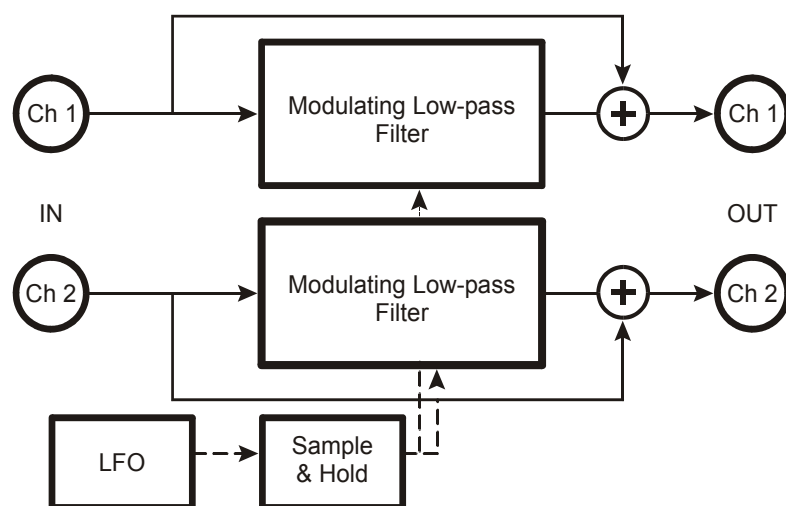 Ch 1
Modulating Low-pass
Filter
+
Ch 1
IN
OUT
Ch 2
Modulating Low-pass
Filter
+
Ch 2
LFO
Sample
& Hold